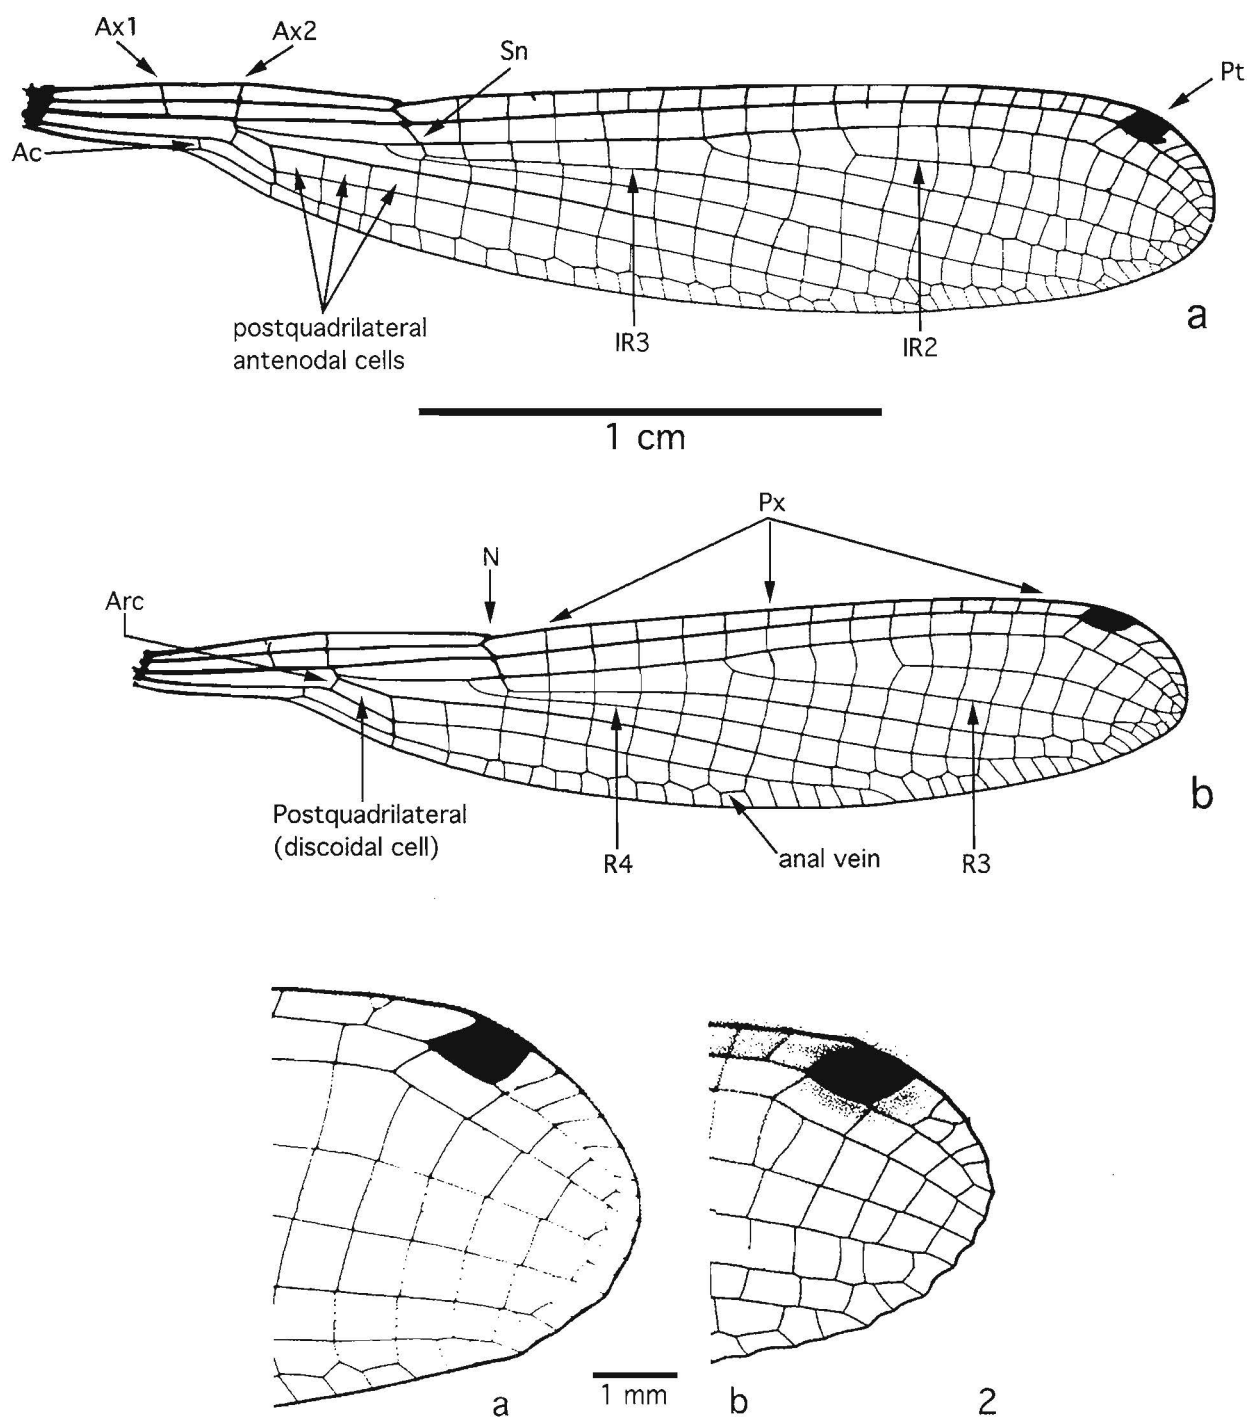 Ax1
Ax2
Sn
Pt
Ac
postquadrilateral
antenodal cells
IR3
IR2
a
1 cm
Px
N
Arc
b
Postquadrilateral
(discoidal cell)
R4
anal vein
R3
1 mm
a
b
2